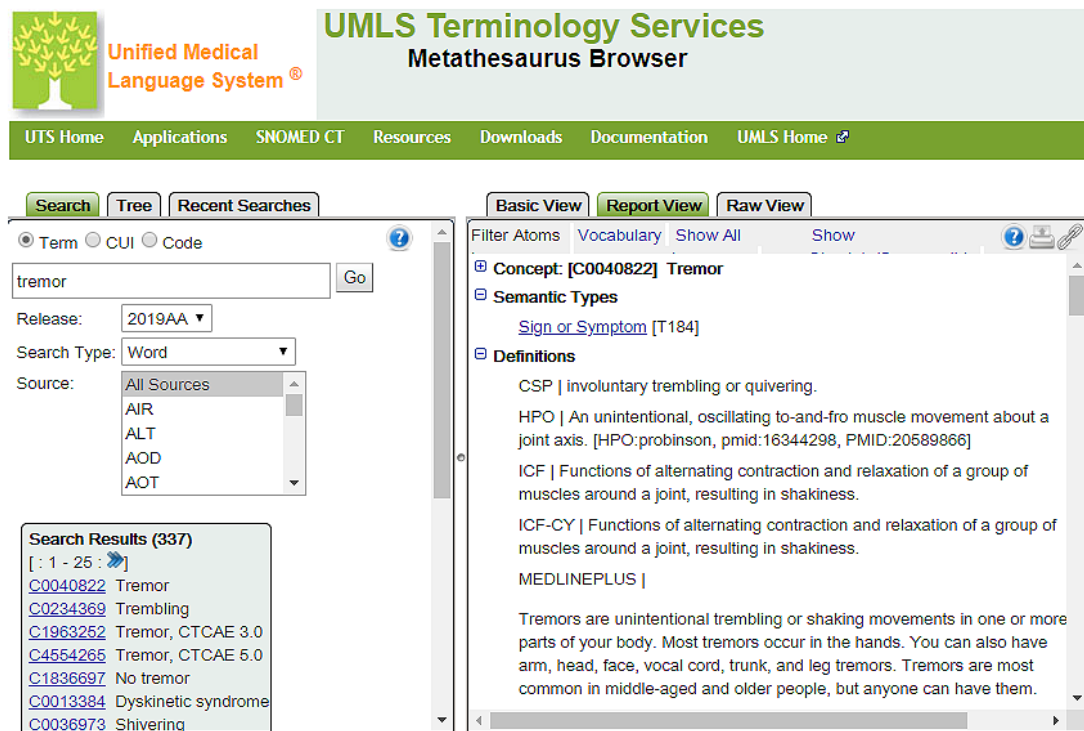 UMLS Terminology Services
Metathesaurus Browser
Unified Medical
Language System ®
UTS Home Applications SNOMED CT Resources Downloads Documentation UMLS Home
Search Tree Recent Searches
Term CUI Code
tremor Go
Release: 2019AA
Search Type: Word
Source: All Sources
AIR
ALT
AOD
AOT
Search Results (337)
[ : 1 - 25 : ]
C0040822 Tremor
C0234369 Trembling
C1963252 Tremor, CTCAE 3.0
C4554265 Tremor, CTCAE 5.0
C1836697 No tremor
C0013384 Dyskinetic syndrome
C0036973 Shivering
Basic View Report View Raw View
Filter Atoms Vocabulary Show All Show
Concept: [C0040822] Tremor
Semantic Types
Sign or Symptom [T184]
Definitions
CSP | involuntary trembling or quivering.
HPO | An unintentional, oscillating to-and-fro muscle movement about a
joint axis. [HPO:probinson, pmid:16344298, PMID:20589866]
ICF | Functions of alternating contraction and relaxation of a group of
muscles around a joint, resulting in shakiness.
ICF-CY | Functions of alternating contraction and relaxation of a group of
muscles around a joint, resulting in shakiness.
MEDLINEPLUS |
Tremors are unintentional trembling or shaking movements in one or more
parts of your body. Most tremors occur in the hands. You can also have
arm, head, face, vocal cord, trunk, and leg tremors. Tremors are most
common in middle-aged and older people, but anyone can have them.